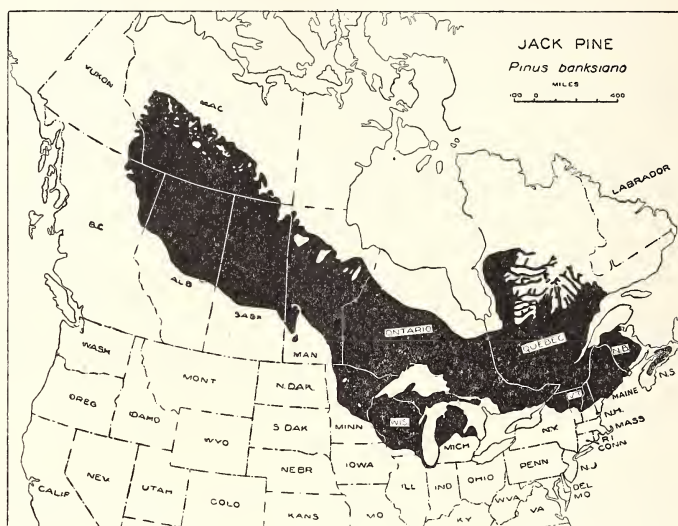 JACK PINE
Pinus banksiana
MILES
100 0 400
YUKON
MAC
LABRADOR
B.C
ALB
SASK
MAN
ONTARIO
QUEBEC
N.B
N.S
MAINE
WASH
MONT
N.DAK
OREG
IDAHO
WYO
S.DAK
MINN
WIS
MICH
N.Y.
N.H.
MASS
R I
CONN
NEBR
IOWA
PENN
N.J
NEV
UTAH
COLO
ILL
IND
OHIO
W.VA
DEL
MD
CALIF
KANS
MO
KY
VA